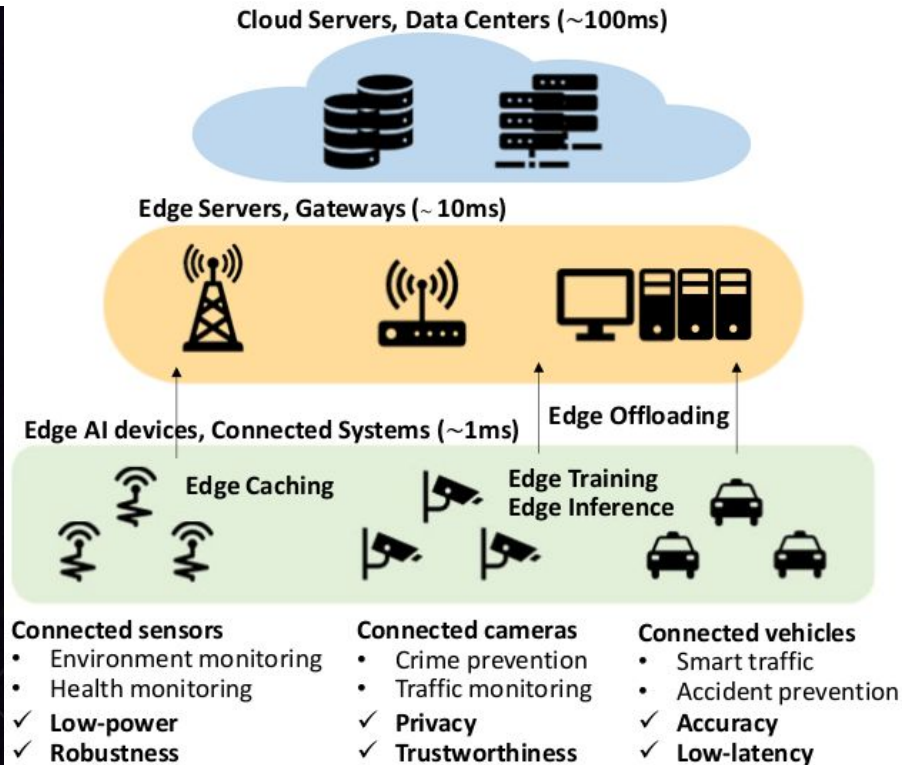 Cloud Servers, Data Centers (~100ms)
Edge Servers, Gateways (~ 10ms)
Edge Offloading
Edge AI devices, Connected Systems (~1ms)
Edge Caching
Edge Training
Edge Inference
Connected sensors
• Environment monitoring
• Health monitoring
✓ Low-power
✓ Robustness
Connected cameras
• Crime prevention
• Traffic monitoring
✓ Privacy
✓ Trustworthiness
Connected vehicles
• Smart traffic
• Accident prevention
✓ Accuracy
✓ Low-latency